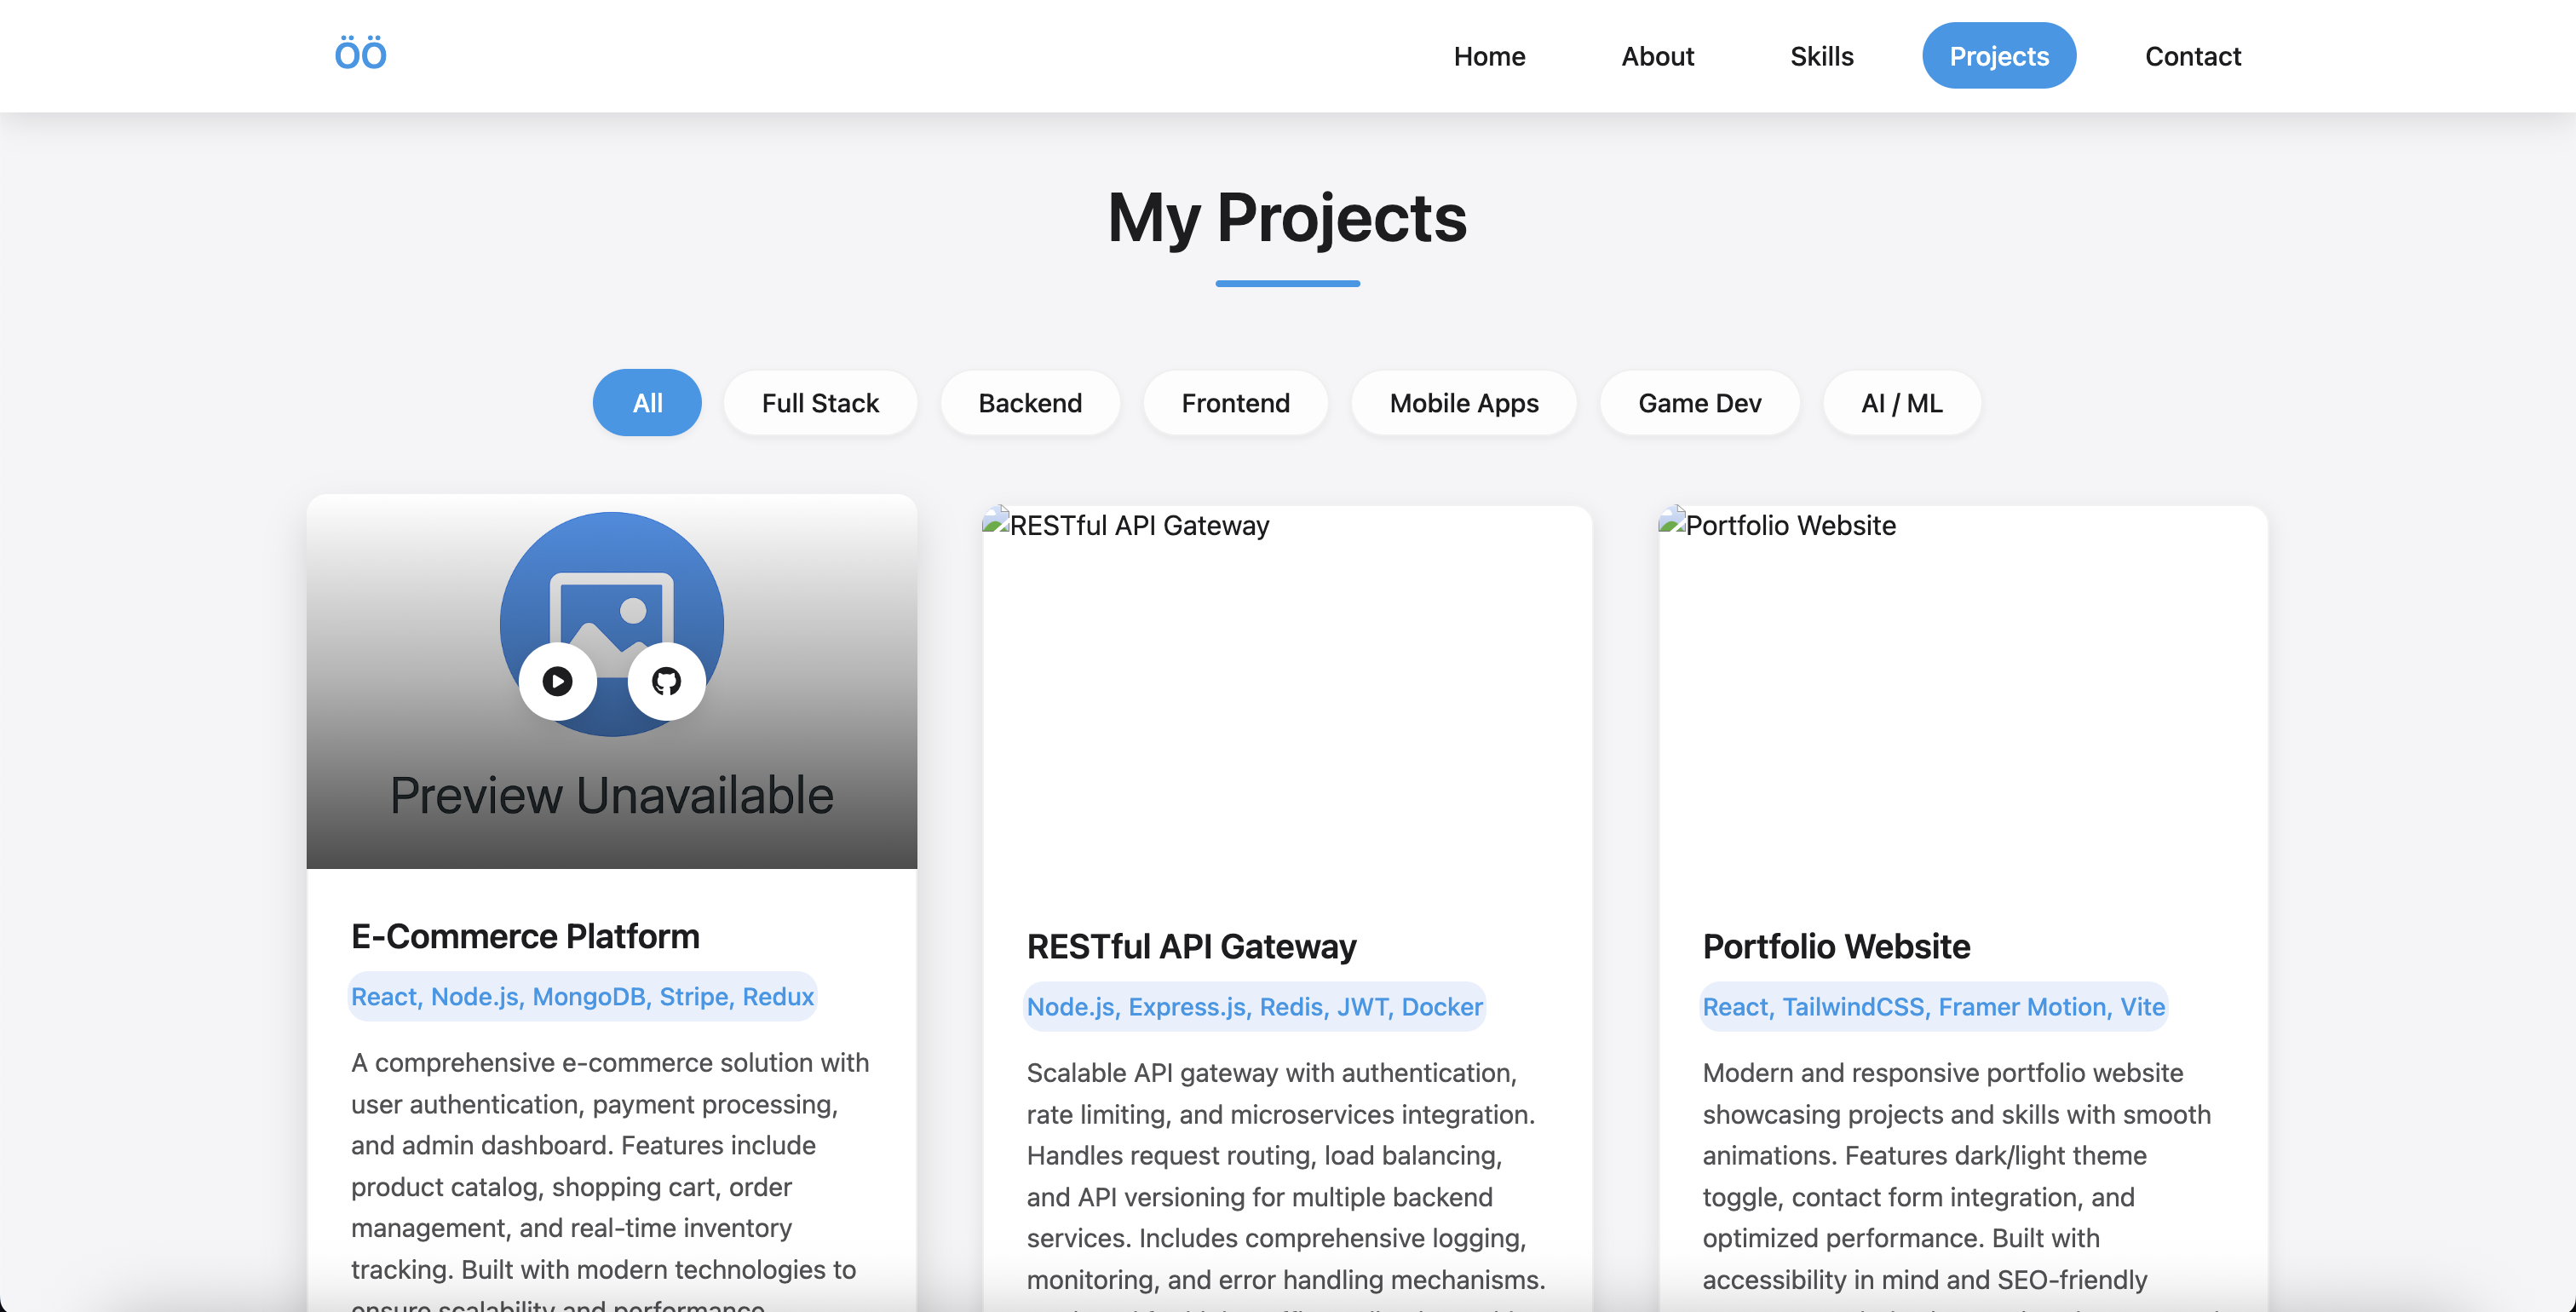 ÖÖ
Home
About
Skills
Projects
Contact
My Projects
All
Full Stack
Backend
Frontend
Mobile Apps
Game Dev
AI / ML
Preview Unavailable
E-Commerce Platform
React, Node.js, MongoDB, Stripe, Redux
A comprehensive e-commerce solution with
user authentication, payment processing,
and admin dashboard. Features include
product catalog, shopping cart, order
management, and real-time inventory
tracking. Built with modern technologies to
ensure scalability and performance
RESTful API Gateway
RESTful API Gateway
Node.js, Express.js, Redis, JWT, Docker
Scalable API gateway with authentication,
rate limiting, and microservices integration.
Handles request routing, load balancing,
and API versioning for multiple backend
services. Includes comprehensive logging,
monitoring, and error handling mechanisms.
Portfolio Website
Portfolio Website
React, TailwindCSS, Framer Motion, Vite
Modern and responsive portfolio website
showcasing projects and skills with smooth
animations. Features dark/light theme
toggle, contact form integration, and
optimized performance. Built with
accessibility in mind and SEO-friendly